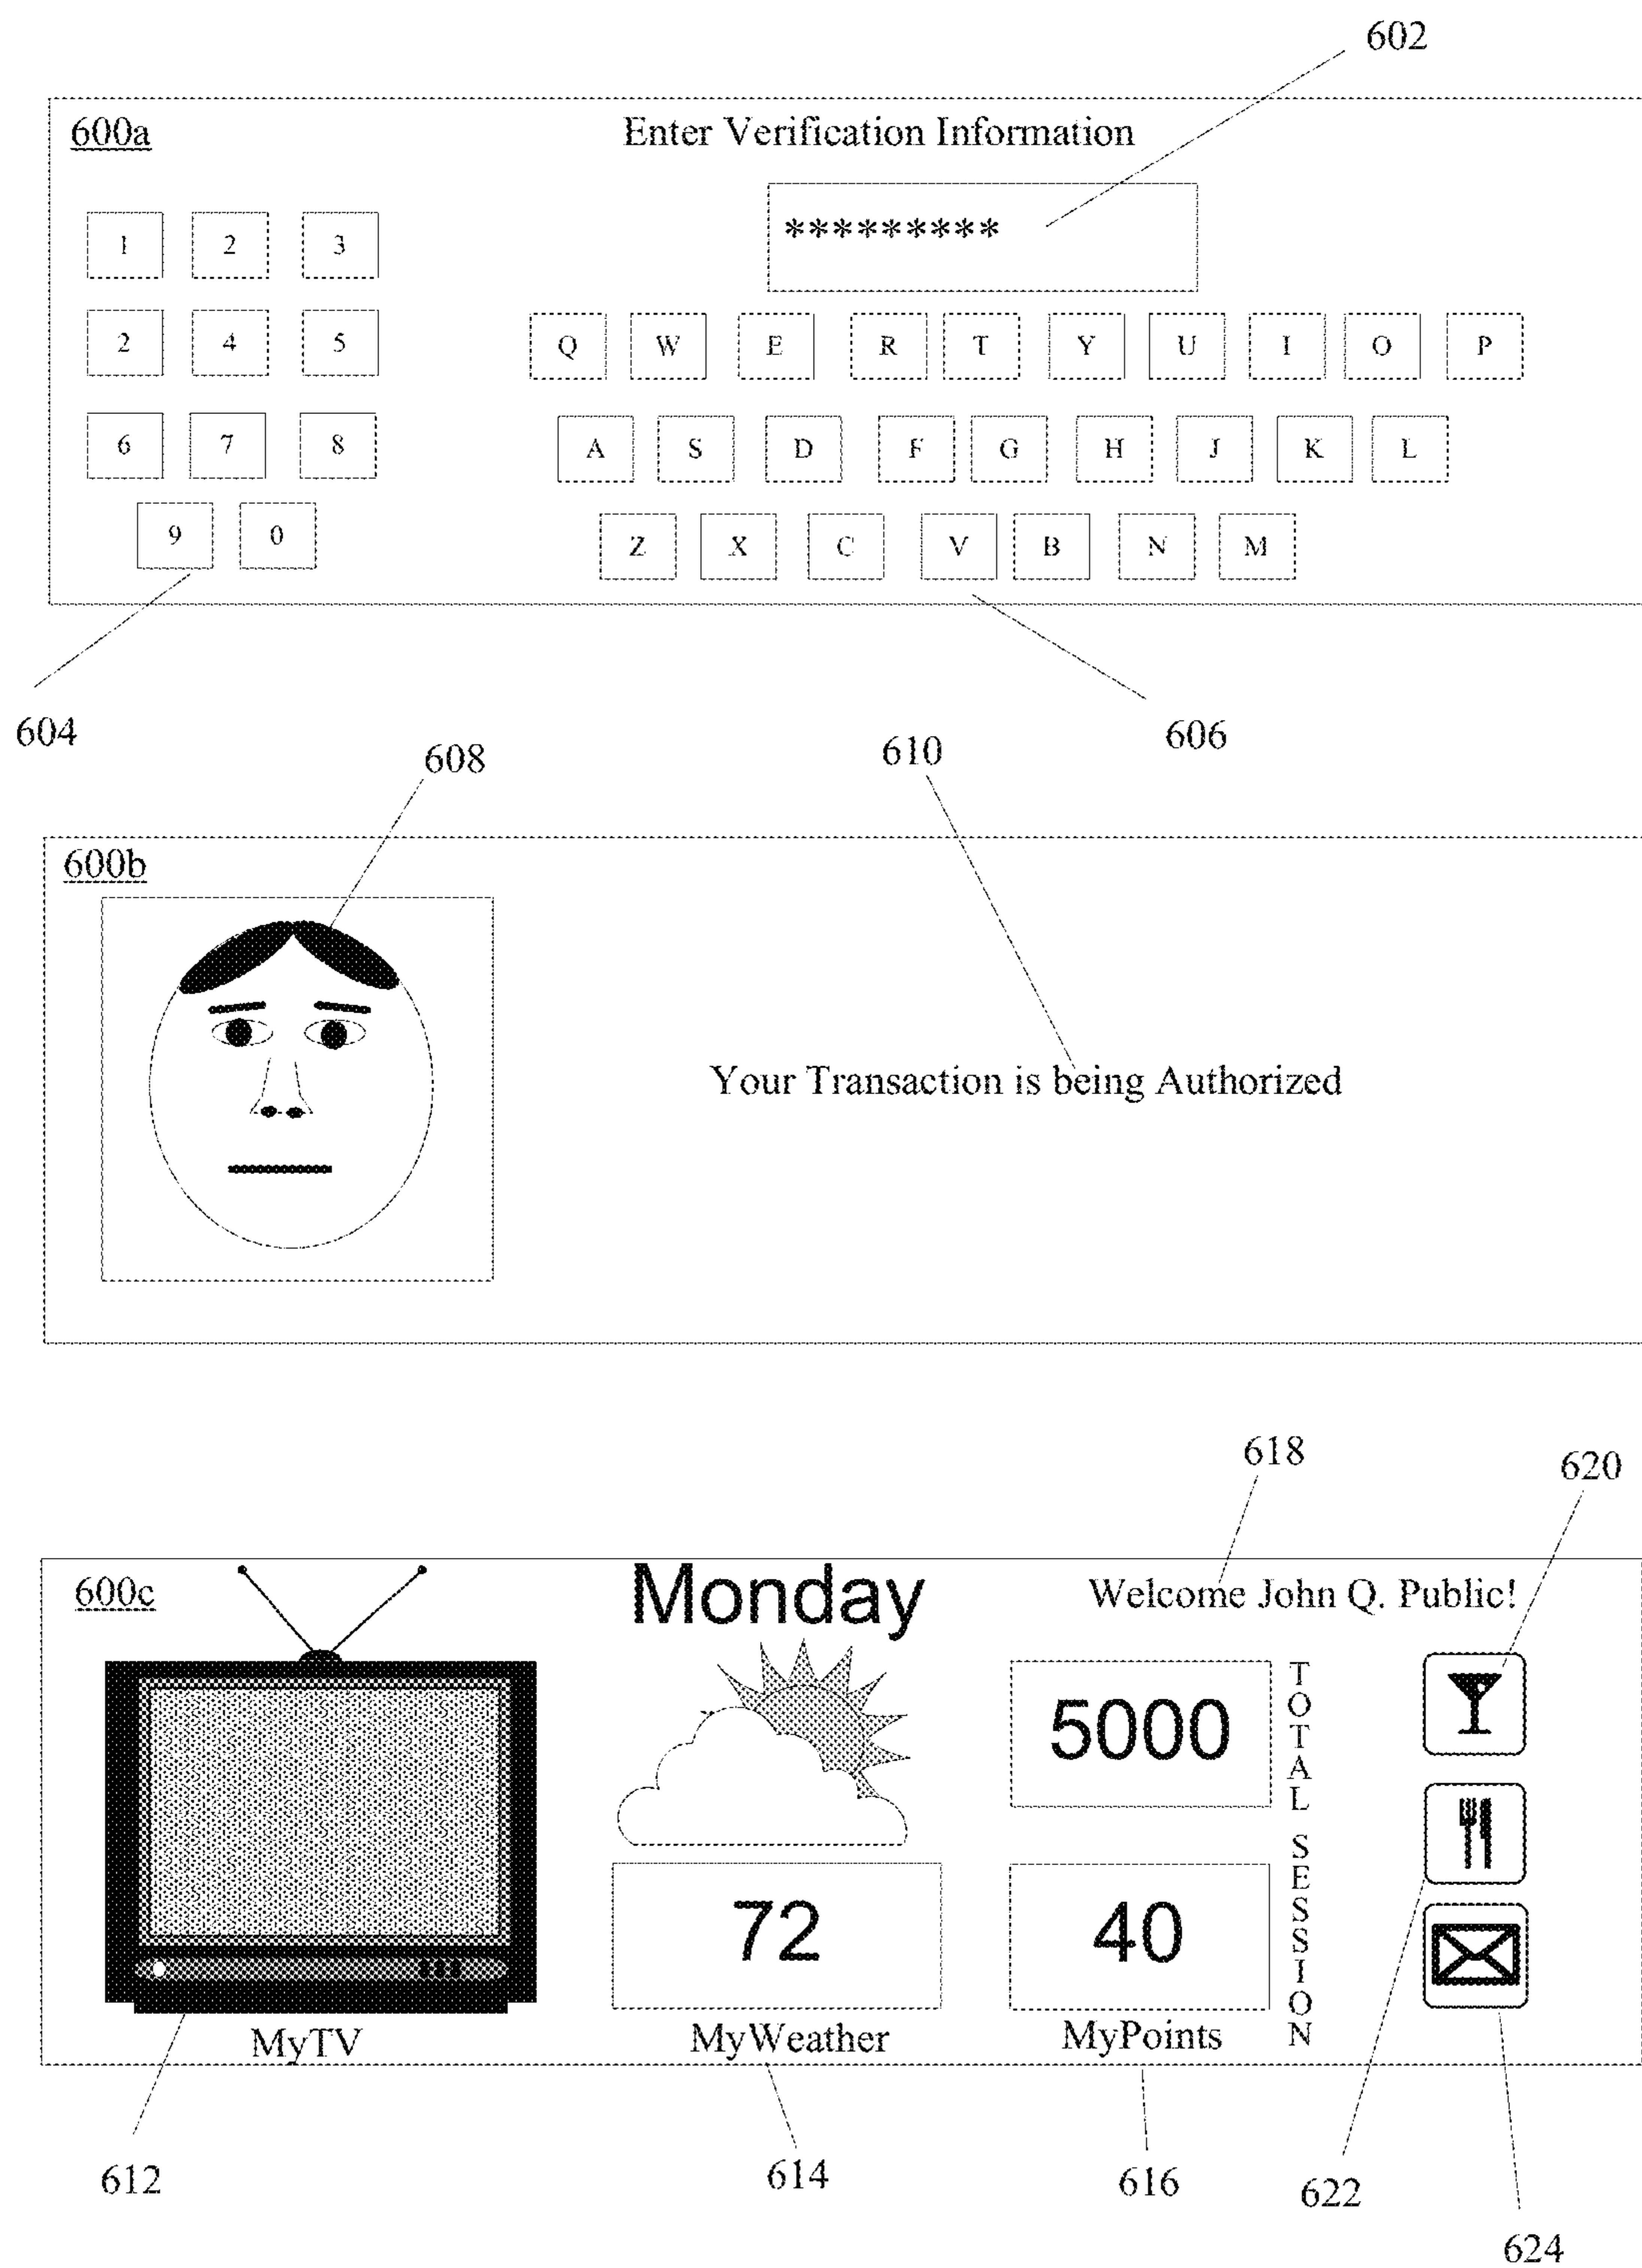 602
600a
Enter Verification Information
*********
1 2 3
2 4 5
6 7 8
9 0
Q W E R T Y U I O P
A S D F G H J K L
Z X C V B N M
604
606
608
610
600b
Your Transaction is being Authorized
618
620
600c
Monday
Welcome John Q. Public!
5000
TOTAL SESSION
72
40
MyTV
MyWeather
MyPoints
612
614
616
622
624